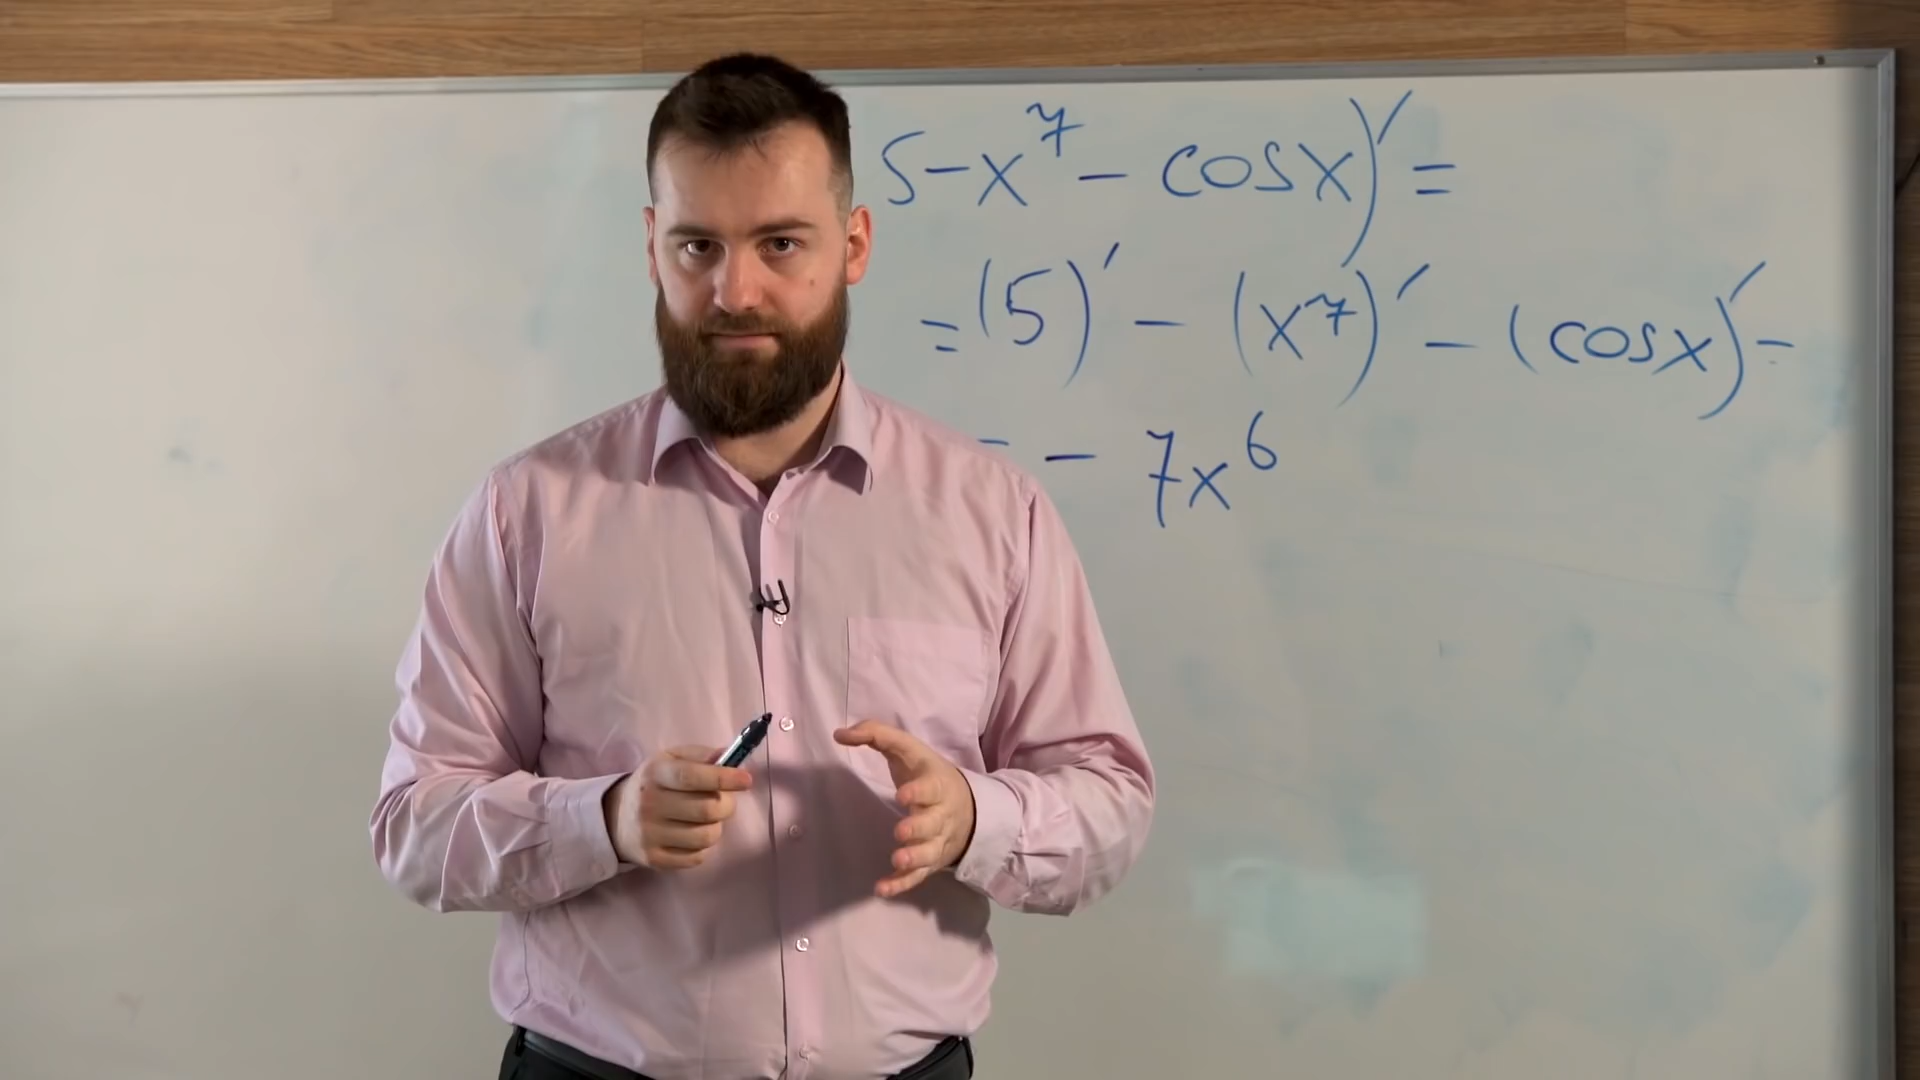 5-x⁷- cosx)′=
=(5)′ - (x⁷)′ - (cosx)′=
= - 7x⁶